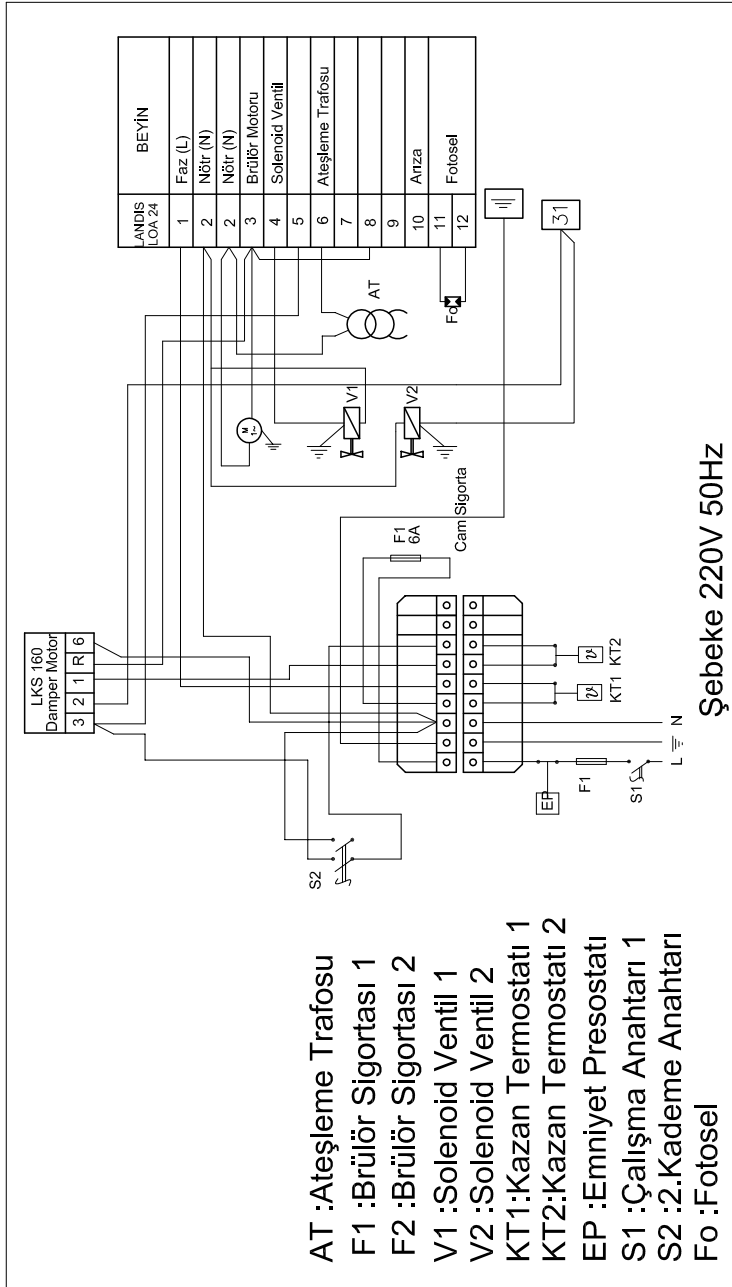 LKS 160
Damper Motor
3 2 1 R 6
LANDIS
LOA 24
BEYİN
1 Faz (L)
2 Nötr (N)
2 Nötr (N)
3 Brülör Motoru
4 Solenoid Ventil
5
6 Ateşleme Trafosu
7
8
9
10 Arıza
11 Fotosel
12
M
1~
AT
Fo
V1
V2
31
S2
F1
6A
Cam Sigorta
EP
F1
S1
L
N
KT1
KT2
Şebeke 220V 50Hz
AT :Ateşleme Trafosu
F1 :Brülör Sigortası 1
F2 :Brülör Sigortası 2
V1 :Solenoid Ventil 1
V2 :Solenoid Ventil 2
KT1:Kazan Termostatı 1
KT2:Kazan Termostatı 2
EP :Emniyet Presostatı
S1 :Çalışma Anahtarı 1
S2 :2.Kademe Anahtarı
Fo :Fotosel